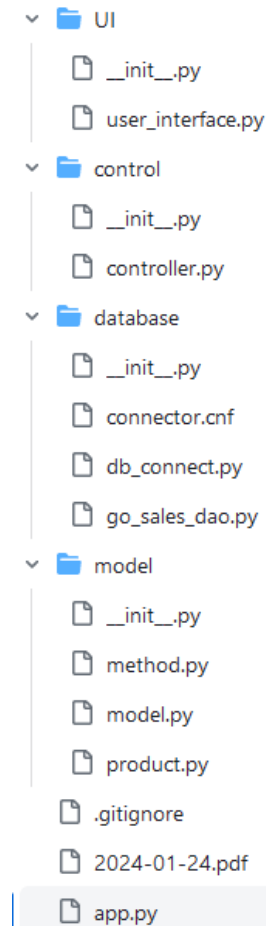 UI
__init__.py
user_interface.py
control
__init__.py
controller.py
database
__init__.py
connector.cnf
db_connect.py
go_sales_dao.py
model
__init__.py
method.py
model.py
product.py
.gitignore
2024-01-24.pdf
app.py